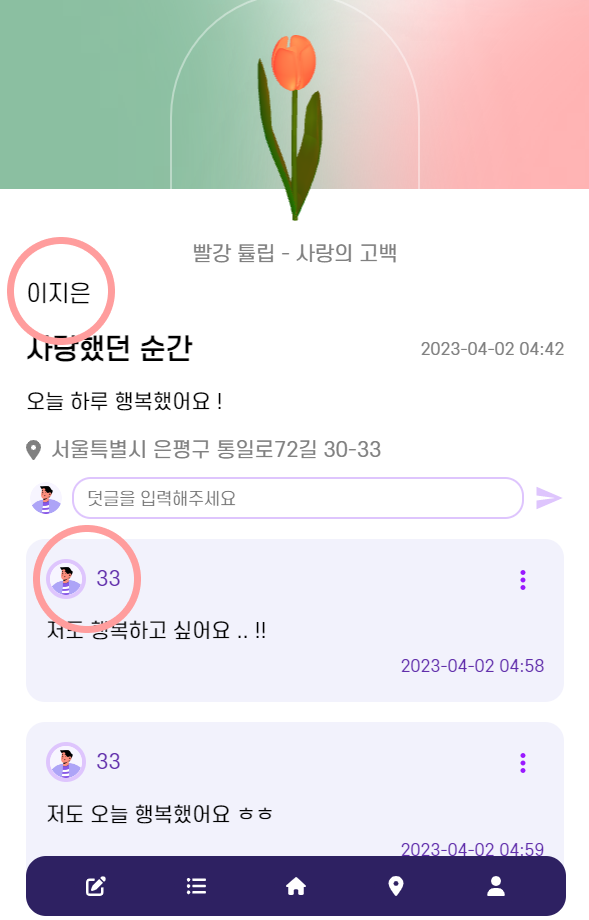 빨강 튤립 - 사랑의 고백
이지은
사랑했던 순간
2023-04-02 04:42
오늘 하루 행복했어요 !
서울특별시 은평구 통일로72길 30-33
덧글을 입력해주세요
33
저도 행복하고 싶어요 .. !!
2023-04-02 04:58
33
저도 오늘 행복했어요 ㅎㅎ
2023-04-02 04:59